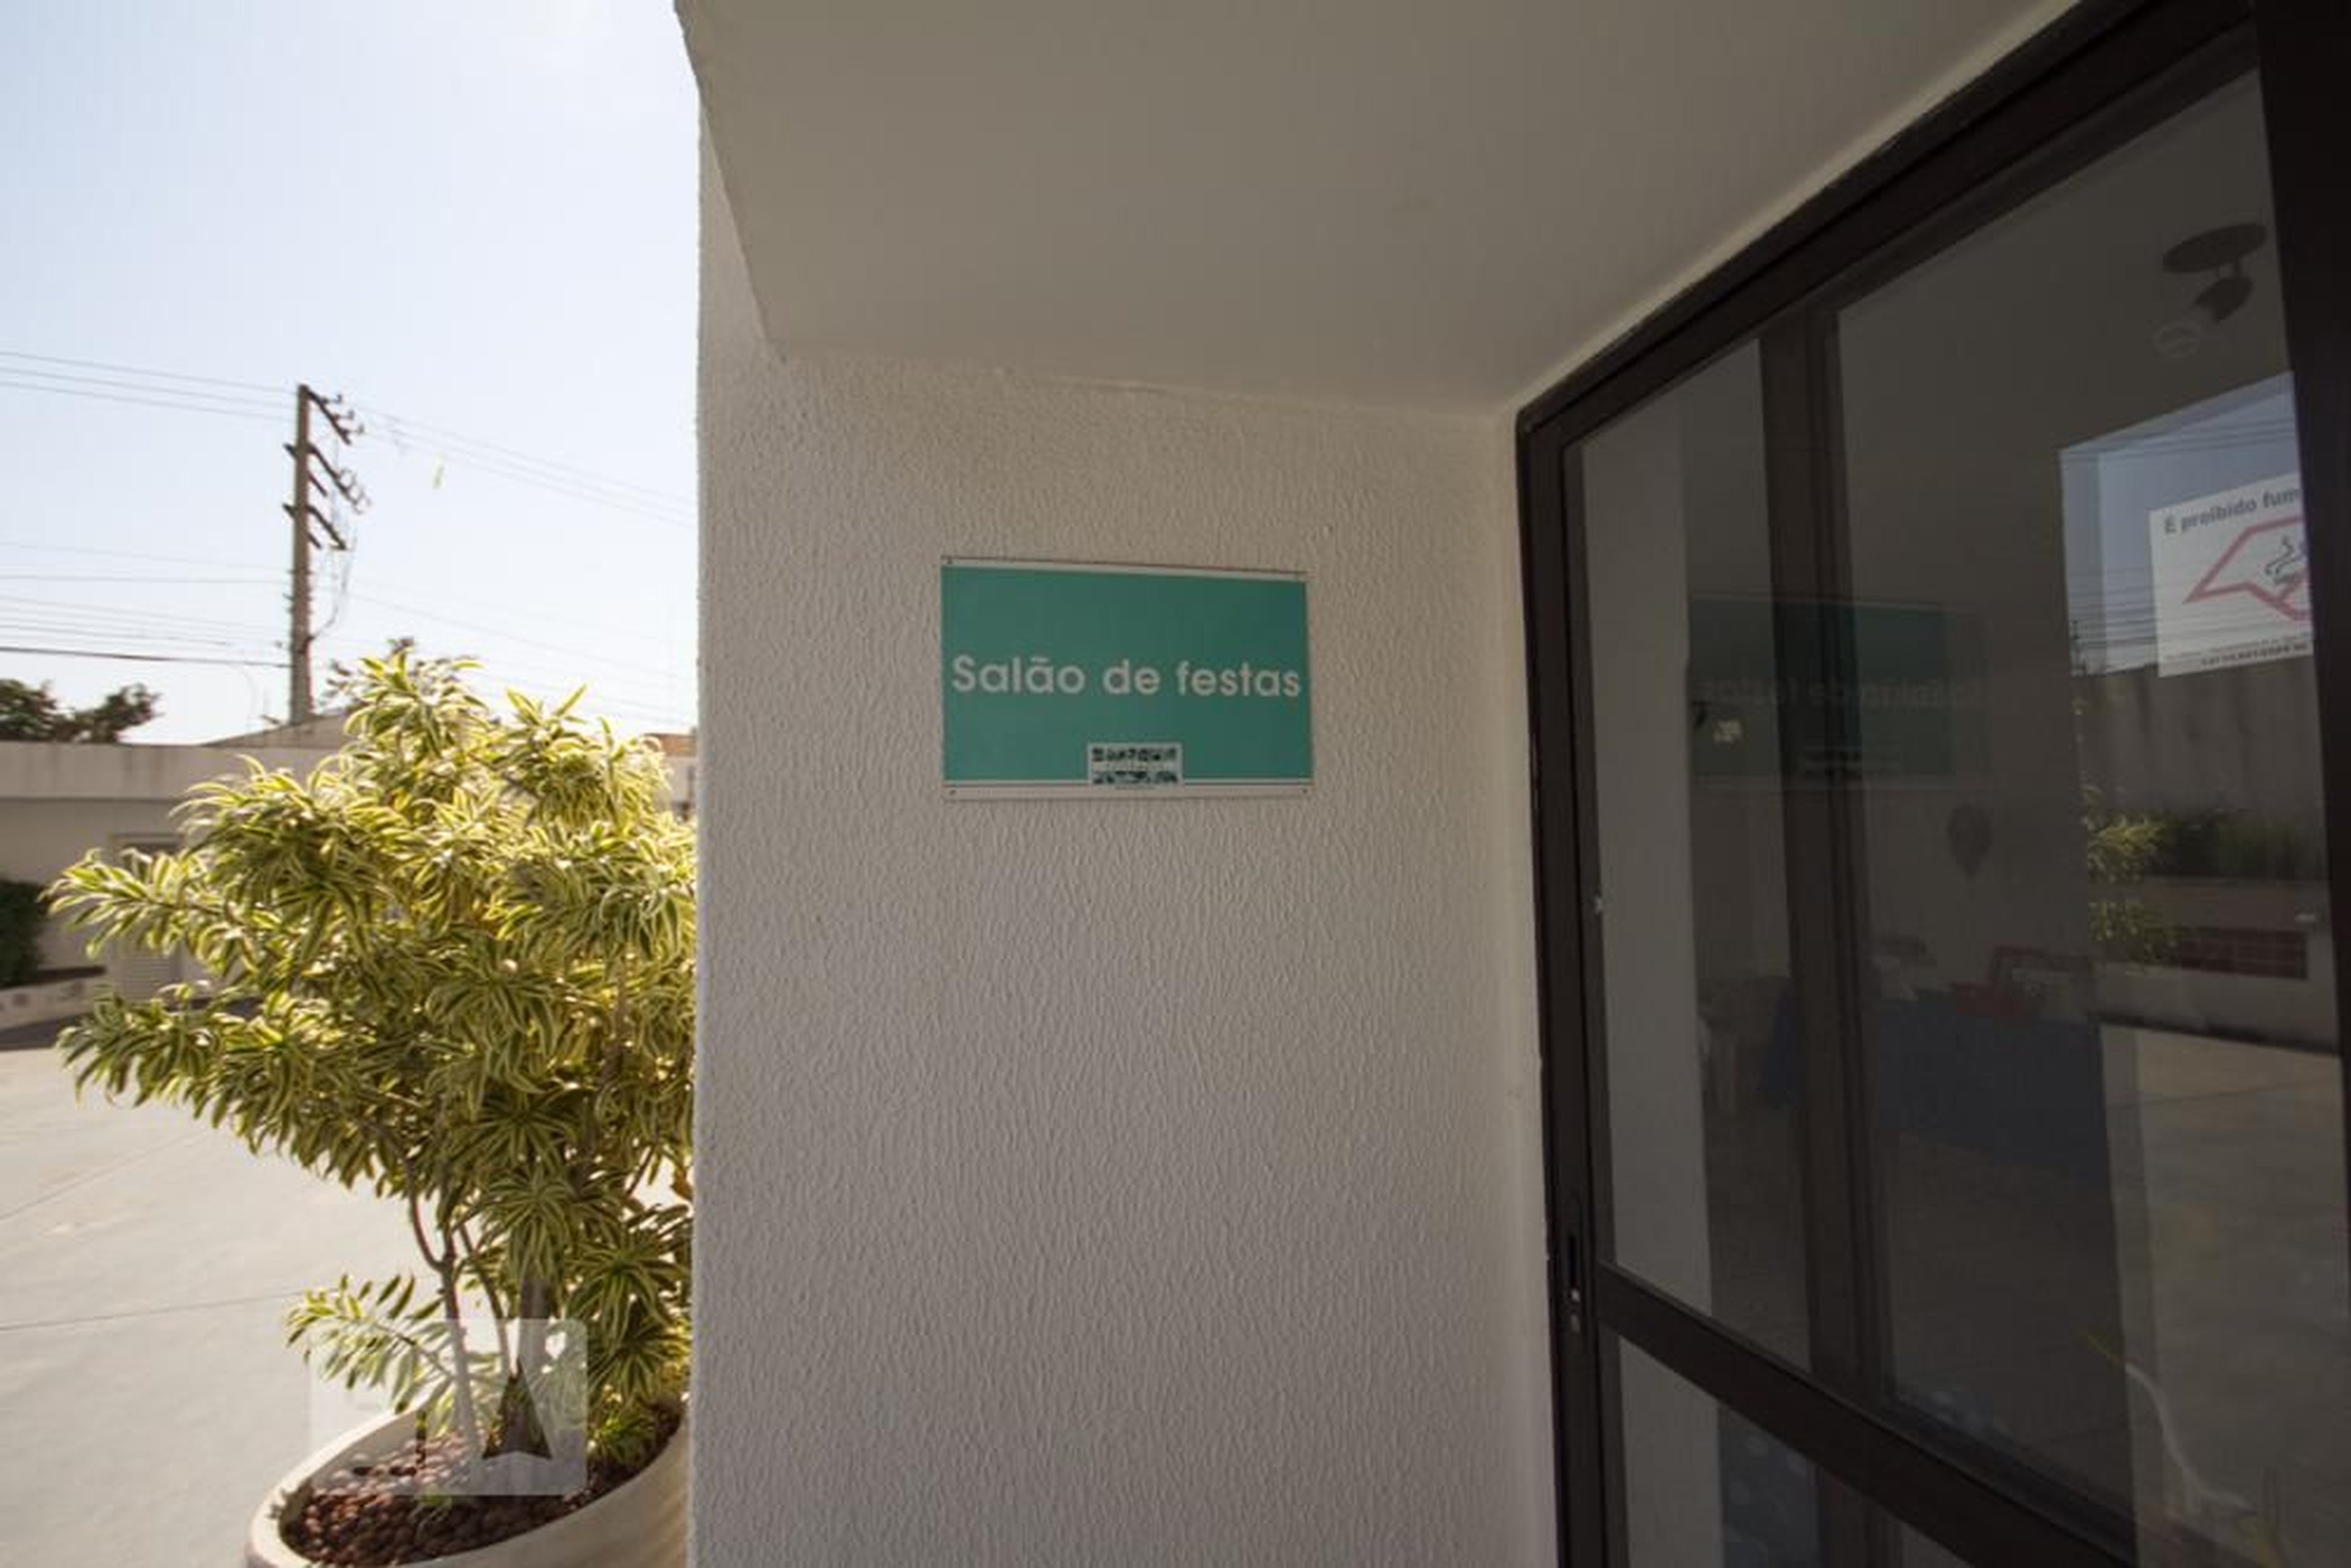 Salão de festas
É proibido fum